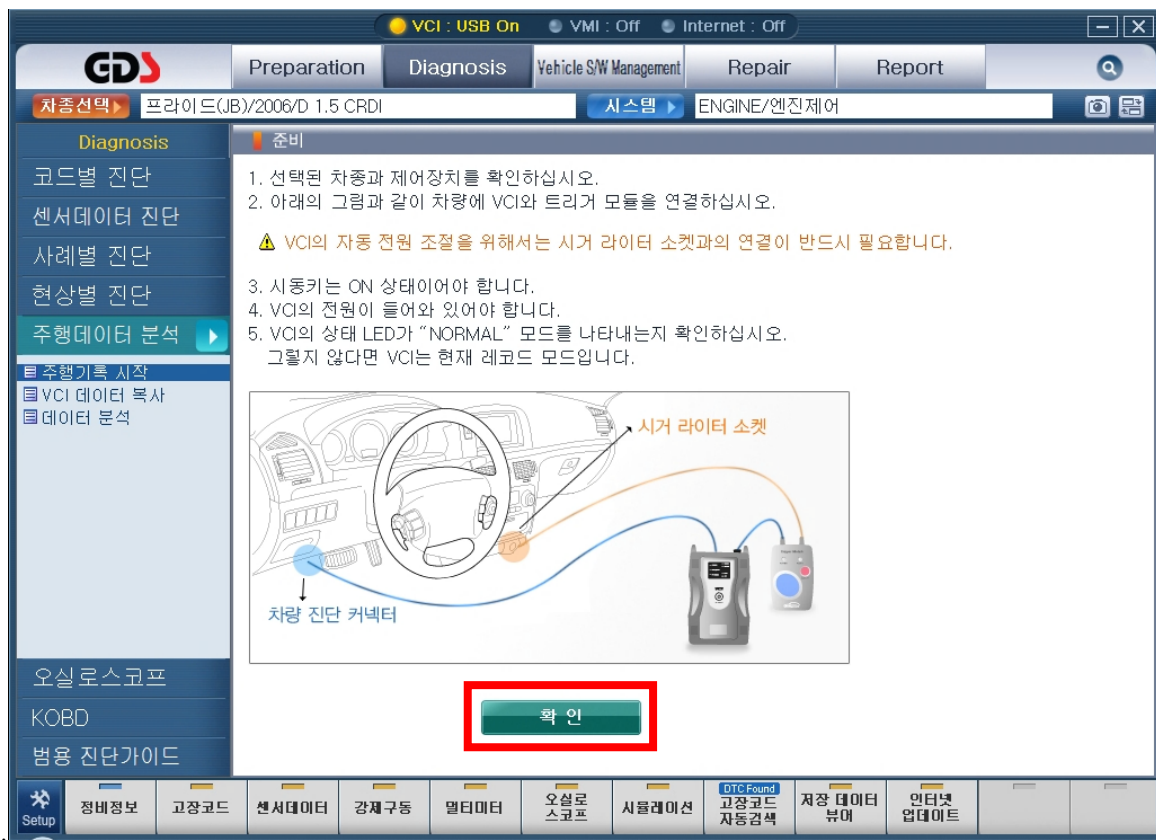 VCI : USB On VMI : Off Internet : Off
GDS Preparation Diagnosis Vehicle S/W Management Repair Report
차종선택 프라이드(JB)/2006/D 1.5 CRDI 시스템 ENGINE/엔진제어
Diagnosis
코드별 진단
센서데이터 진단
사례별 진단
현상별 진단
주행데이터 분석
주행기록 시작
VCI 데이터 복사
데이터 분석
오실로스코프
KOBD
범용 진단가이드
준비
1. 선택된 차종과 제어장치를 확인하십시오.
2. 아래의 그림과 같이 차량에 VCI와 트리거 모듈을 연결하십시오.
VCI의 자동 전원 조절을 위해서는 시거 라이터 소켓과의 연결이 반드시 필요합니다.
3. 시동키는 ON 상태이어야 합니다.
4. VCI의 전원이 들어와 있어야 합니다.
5. VCI의 상태 LED가 “NORMAL” 모드를 나타내는지 확인하십시오.
그렇지 않다면 VCI는 현재 레코드 모드입니다.
시거 라이터 소켓
차량 진단 커넥터
확 인
Setup
정비정보
고장코드
센서데이터
강제구동
멀티미터
오실로
스코프
시뮬레이션
DTC Found
고장코드
자동검색
저장 데이터
뷰어
인터넷
업데이트